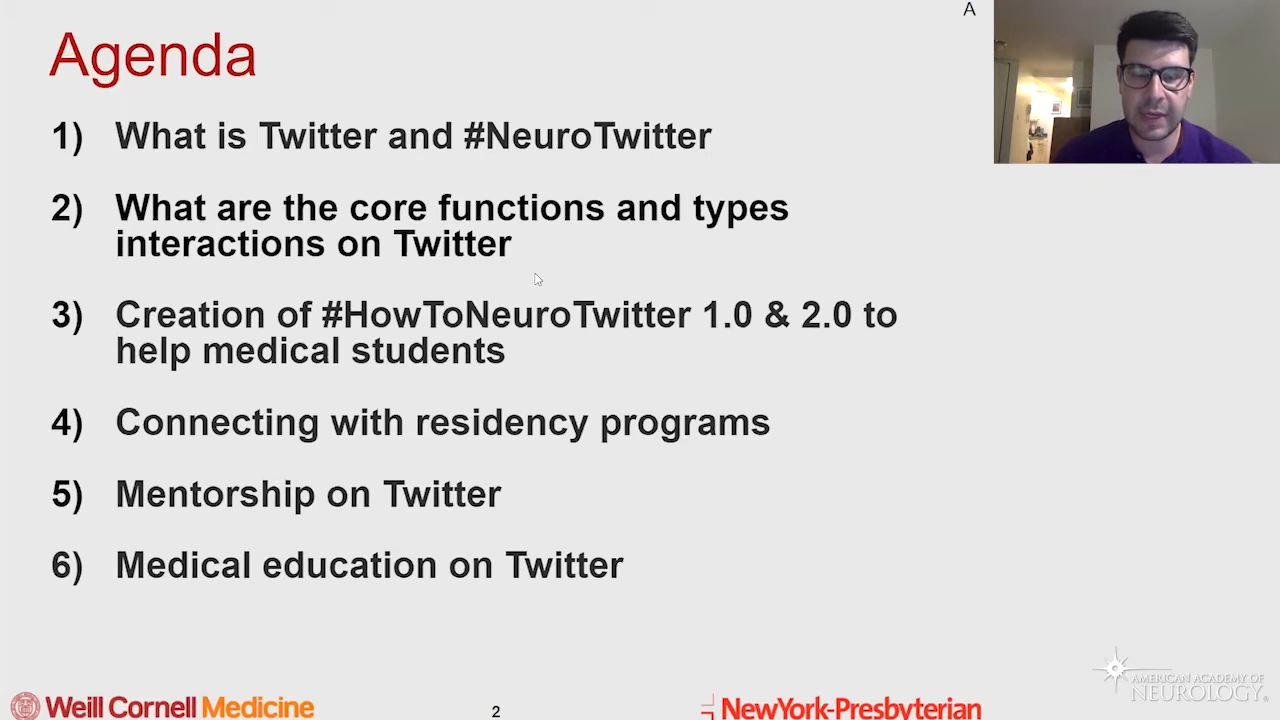 A
Agenda
1) What is Twitter and #NeuroTwitter
2) What are the core functions and types
interactions on Twitter
3) Creation of #HowToNeuroTwitter 1.0 & 2.0 to
help medical students
4) Connecting with residency programs
5) Mentorship on Twitter
6) Medical education on Twitter
Weill Cornell Medicine
2
NewYork-Presbyterian
AMERICAN ACADEMY OF
NEUROLOGY®